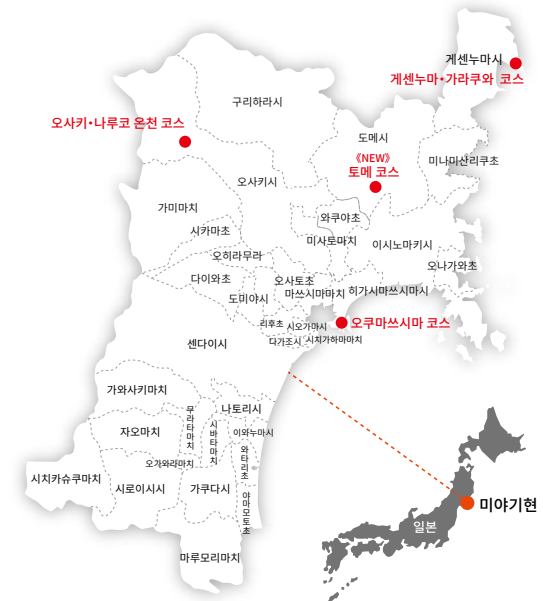 게센누마시
게센누마·가라쿠와 코스
구리하라시
오사키·나루코 온천 코스
도메시
《NEW》
토메 코스
미나미산리쿠초
오사키시
가미마치
와쿠야초
시카마초
미사토마치
이시노마키시
오히라무라
오나가와초
다이와초
오사토초
마쓰시마마치
히가시마쓰시마시
도미야시
리후초
시오가마시
오쿠마쓰시마 코스
다가조시
시치가하마마치
센다이시
가와사키마치
무라타마치
나토리시
시바타마치
자오마치
이와누마시
와타리초
오가와라마치
시치카슈쿠마치
시로이시시
가쿠다시
야마모토초
미야기현
일본
마루모리마치